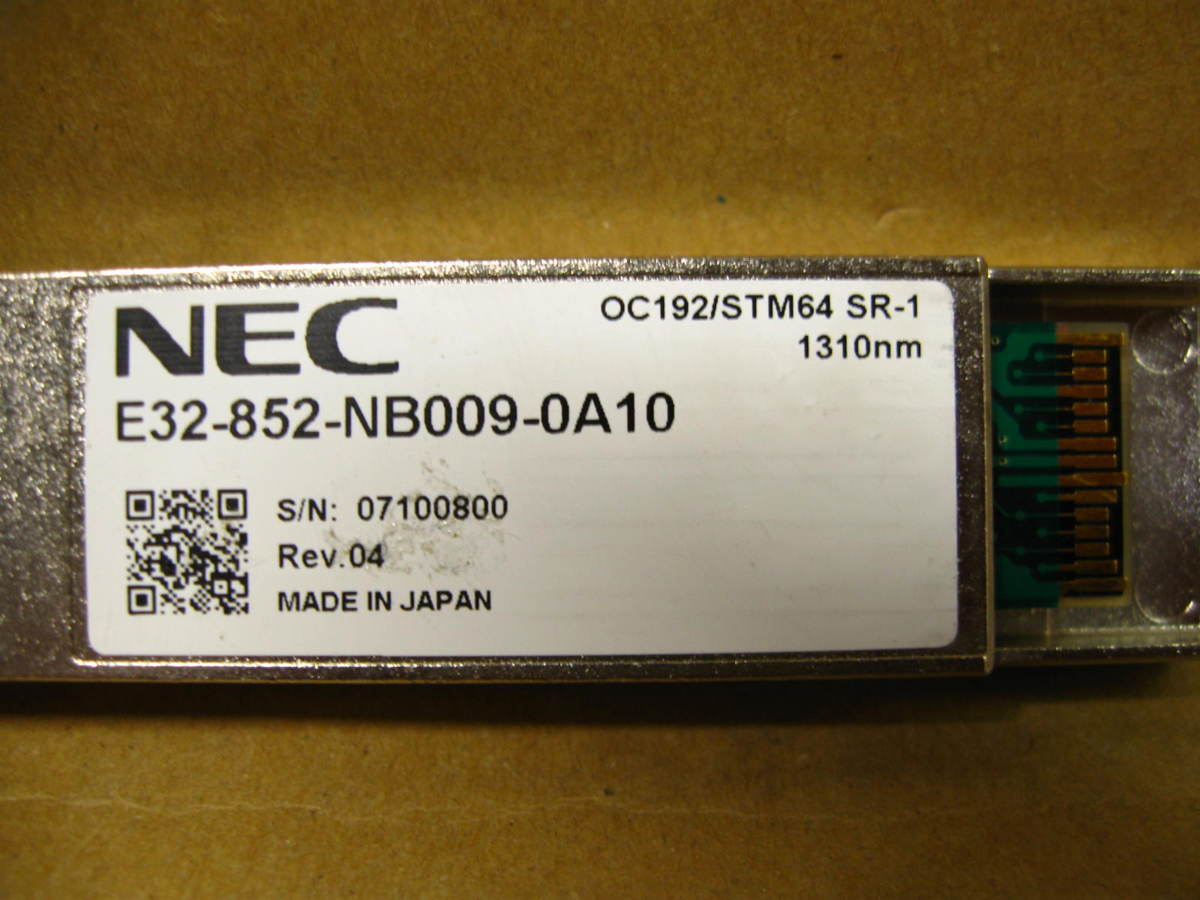 NEC
OC192/STM64 SR-1
1310nm
E32-852-NB009-0A10
S/N: 07100800
Rev.04
MADE IN JAPAN